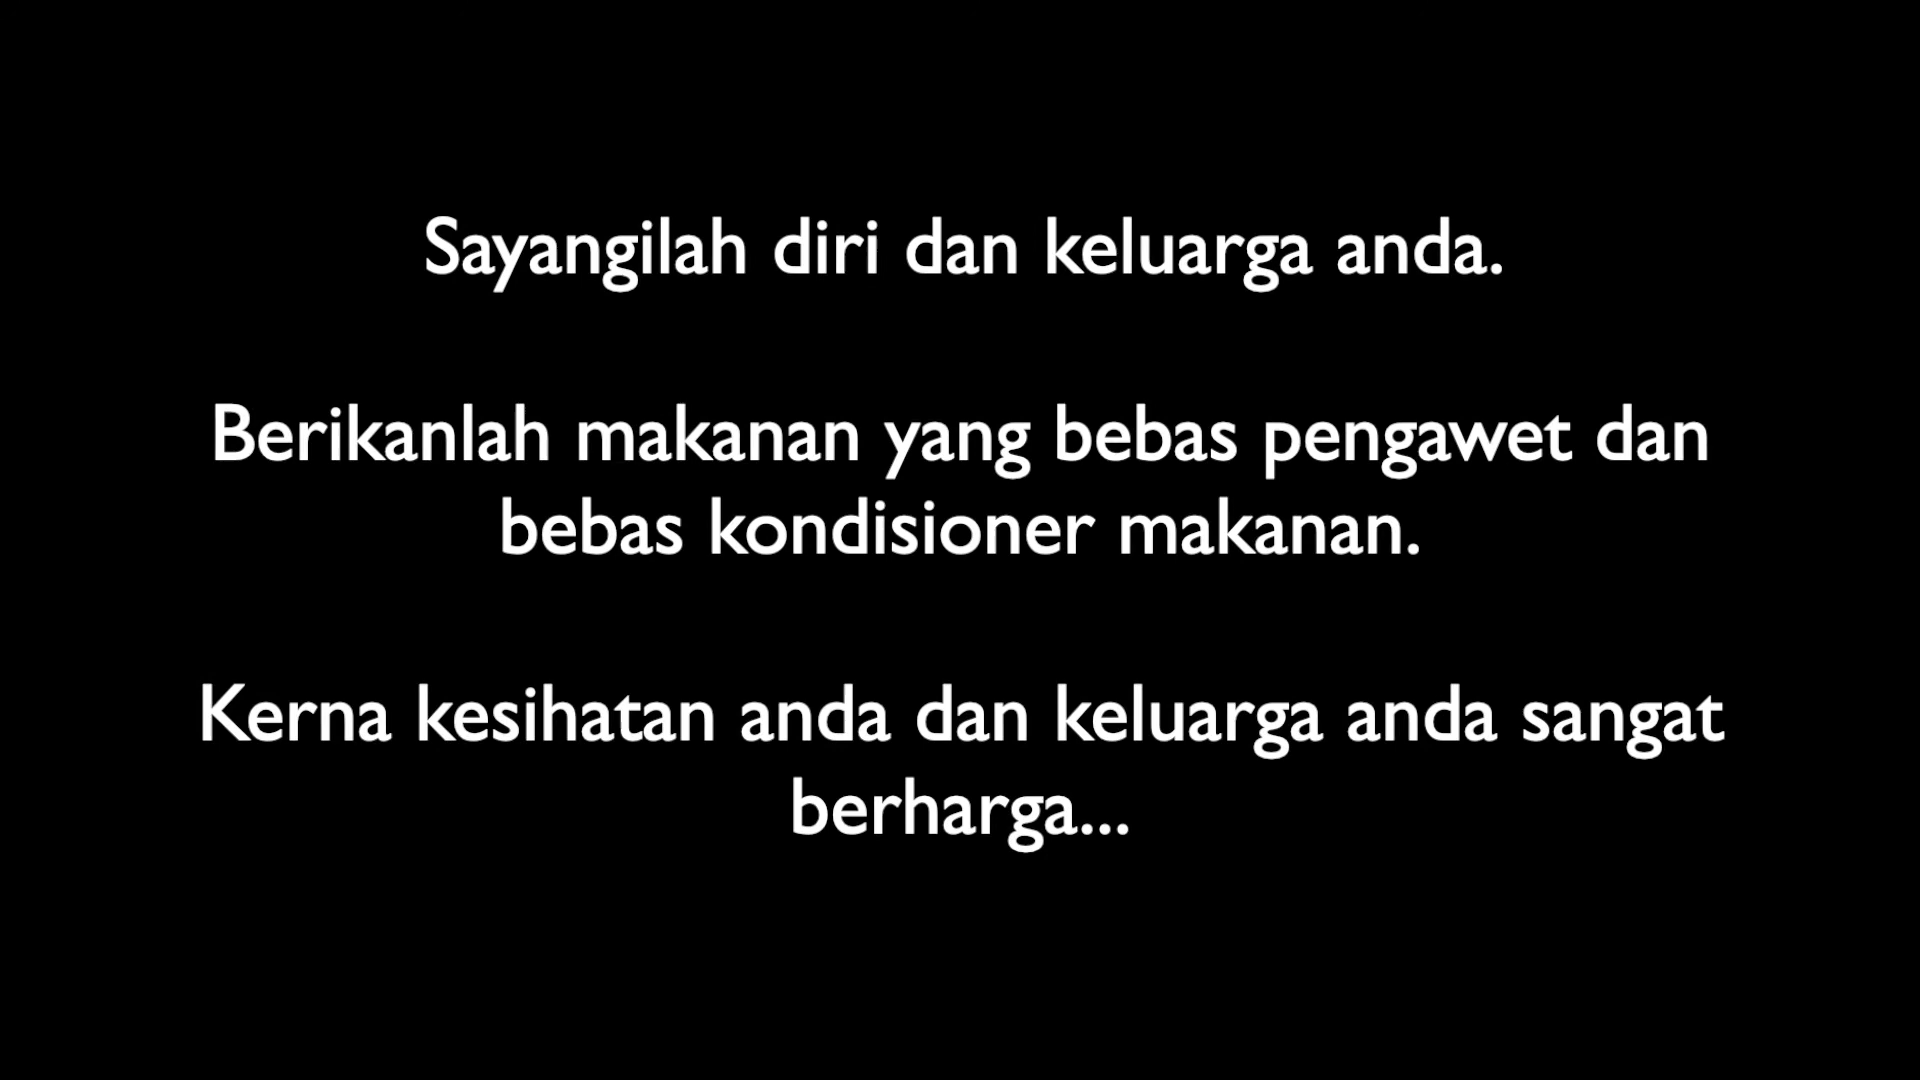 Sayangilah diri dan keluarga anda.
Berikanlah makanan yang bebas pengawet dan
bebas kondisioner makanan.
Kerna kesihatan anda dan keluarga anda sangat
berharga...